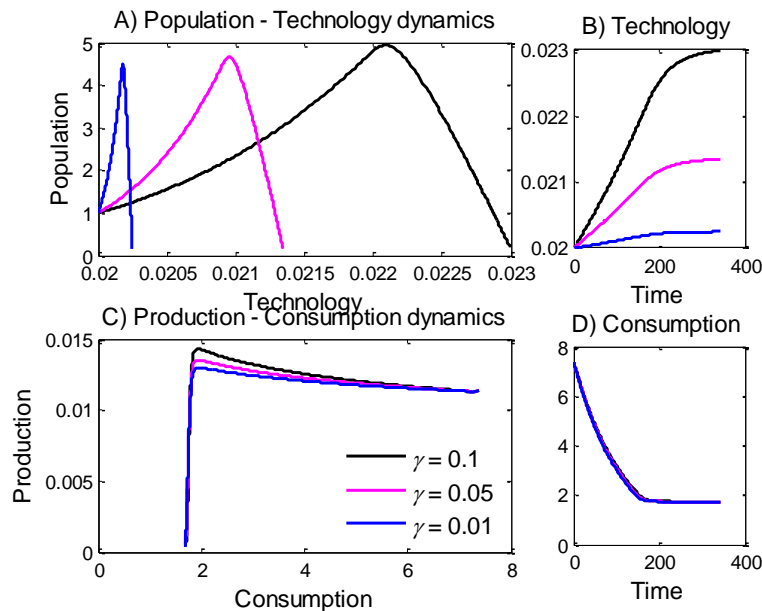 A) Population - Technology dynamics
5
4
3
2
1
0
Population
0.02 0.0205 0.021 0.0215 0.022 0.0225 0.023
Technology
B) Technology
0.023
0.022
0.021
0.02
0 200 400
Time
C) Production - Consumption dynamics
0.015
0.01
0.005
0
Production
γ = 0.1
γ = 0.05
γ = 0.01
0 2 4 6 8
Consumption
D) Consumption
8
6
4
2
0
0 200 400
Time